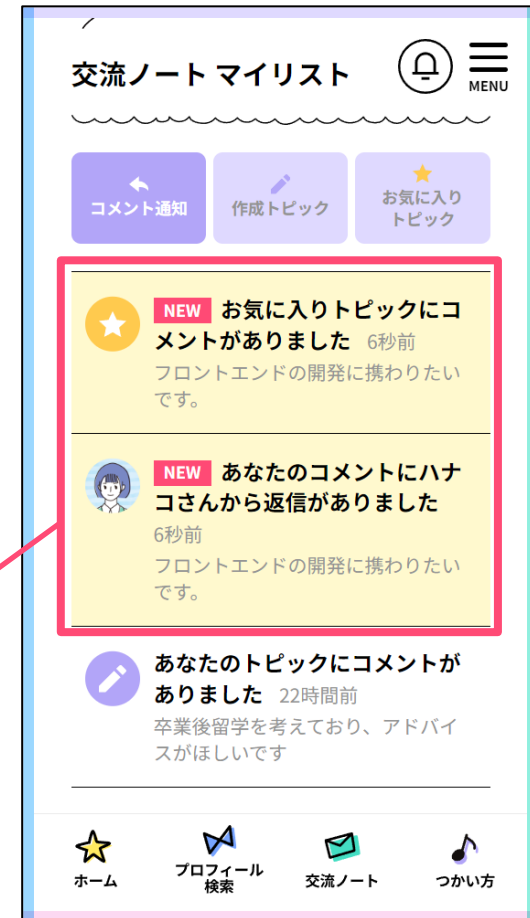 交流ノート マイリスト
MENU
コメント通知
作成トピック
お気に入り
トピック
NEW お気に入りトピックにコ
メントがありました 6秒前
フロントエンドの開発に携わりたい
です。
NEW あなたのコメントにハナ
コさんから返信がありました
6秒前
フロントエンドの開発に携わりたい
です。
あなたのトピックにコメントが
ありました 22時間前
卒業後留学を考えており、アドバイ
スがほしいです
ホーム
プロフィール
検索
交流ノート
つかい方